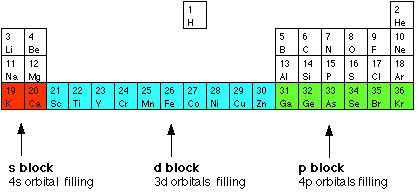 1 2
H He
3 4 5 6 7 8 9 10
Li Be B C N O F Ne
11 12 13 14 15 16 17 18
Na Mg Al Si P S Cl Ar
19 20 21 22 23 24 25 26 27 28 29 30 31 32 33 34 35 36
K Ca Sc Ti Y Cr Mn Fe Co Ni Cu Zn Ga Ge As Se Br Kr
s block d block p block
4s orbital filling 3d orbitals filling 4p orbitals filling